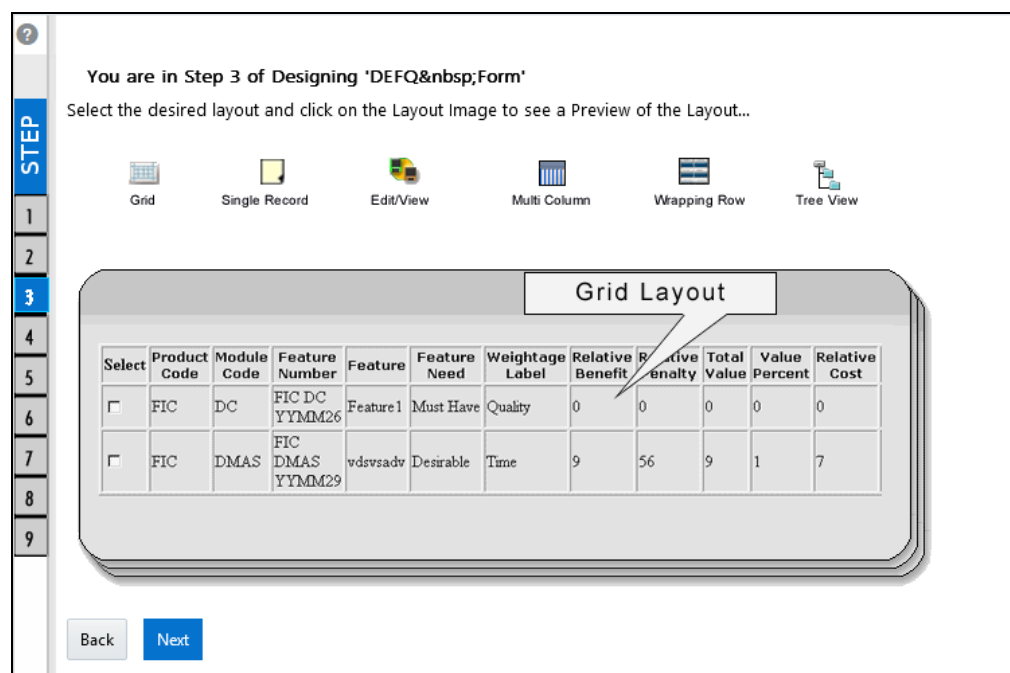 ?
You are in Step 3 of Designing 'DEFQ&nbsp;Form'
Select the desired layout and click on the Layout Image to see a Preview of the Layout...
STEP
1
2
3
4
5
6
7
8
9
Grid Single Record Edit/View Multi Column Wrapping Row Tree View
Grid Layout
Select Product Code Module Code Feature Number Feature Feature Need Weightage Label Relative Benefit Total Value Value Percent Relative Cost
FIC DC FIC DC YYMM26 Feature1 Must Have Quality 0 0 0 0 0
FIC DMAS FIC DMAS YYMM29 vdsvsadv Desirable Time 9 56 9 1 7
Back Next